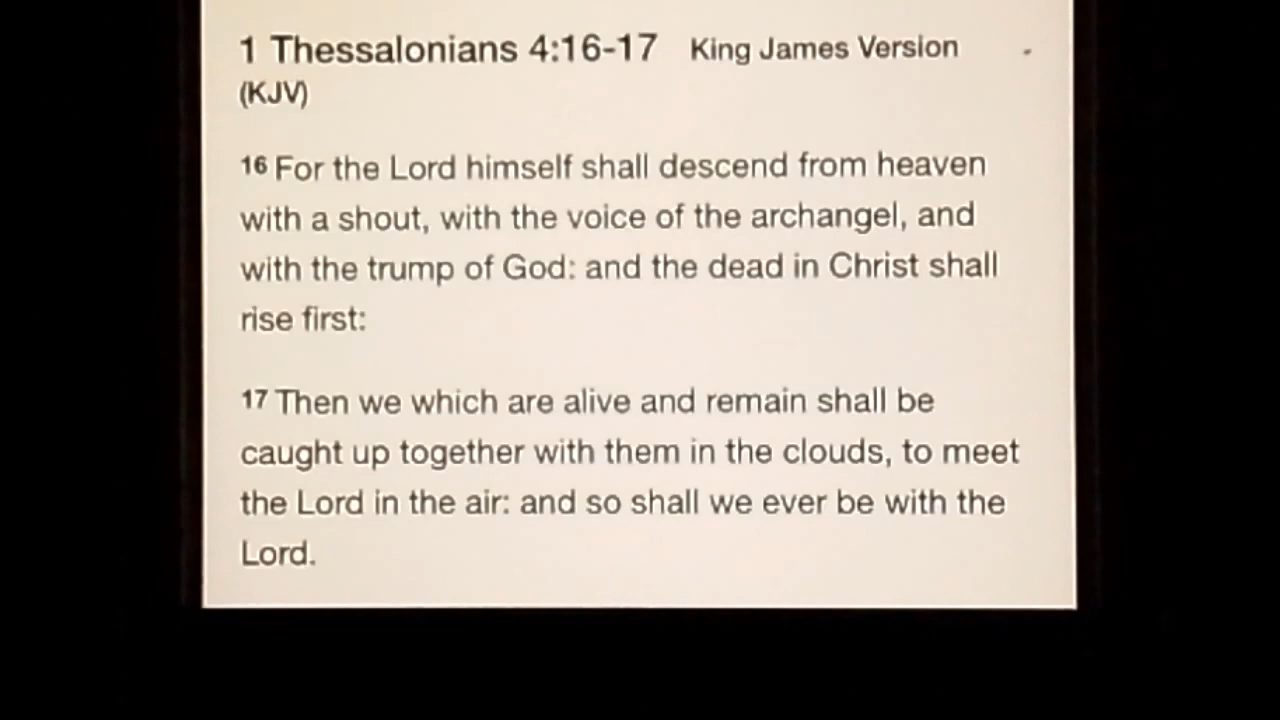 1 Thessalonians 4:16-17 King James Version
(KJV)
16 For the Lord himself shall descend from heaven
with a shout, with the voice of the archangel, and
with the trump of God: and the dead in Christ shall
rise first:
17 Then we which are alive and remain shall be
caught up together with them in the clouds, to meet
the Lord in the air: and so shall we ever be with the
Lord.